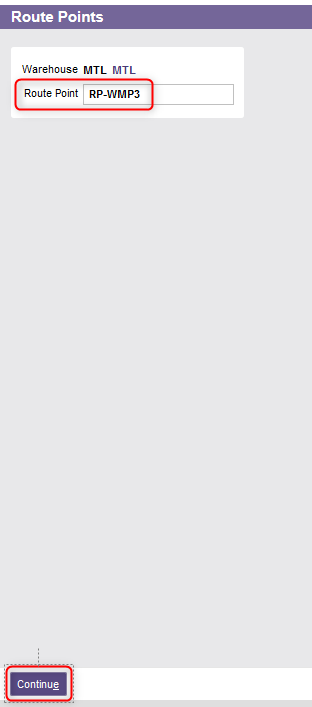 Route Points
Warehouse MTL MTL
Route Point RP-WMP3
Continue